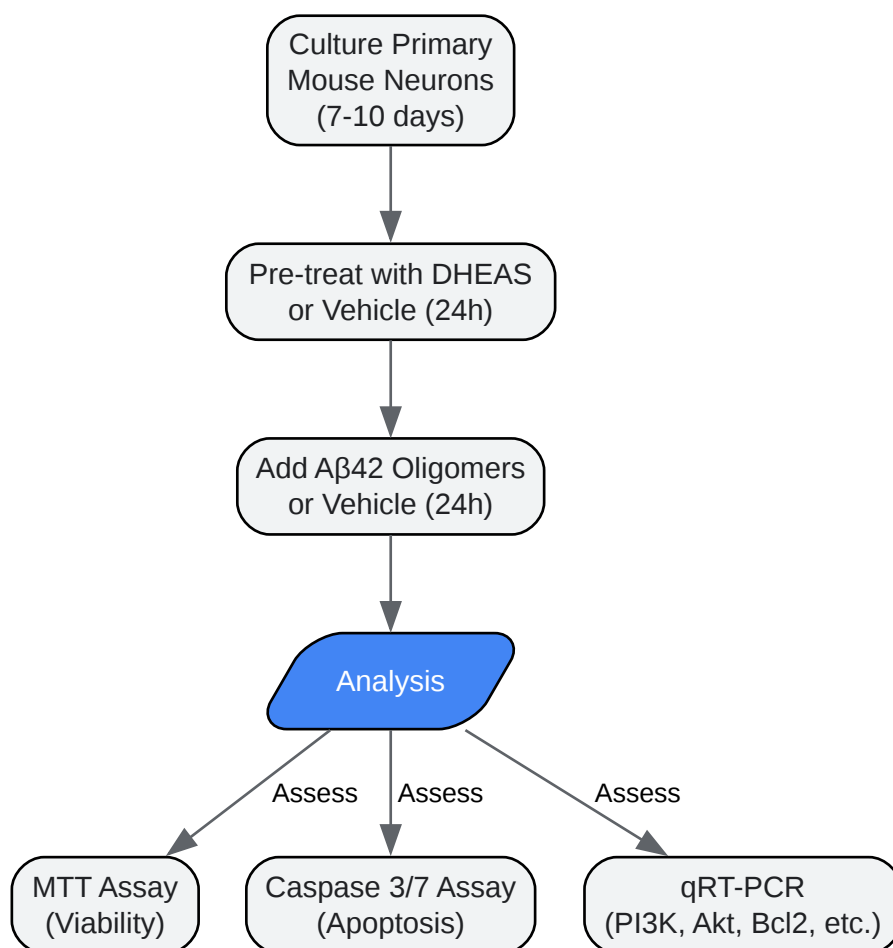 Culture Primary
Mouse Neurons
(7-10 days)
Pre-treat with DHEAS
or Vehicle (24h)
Add Aβ42 Oligomers
or Vehicle (24h)
Analysis
Assess
Assess
Assess
MTT Assay
(Viability)
Caspase 3/7 Assay
(Apoptosis)
qRT-PCR
(PI3K, Akt, Bcl2, etc.)